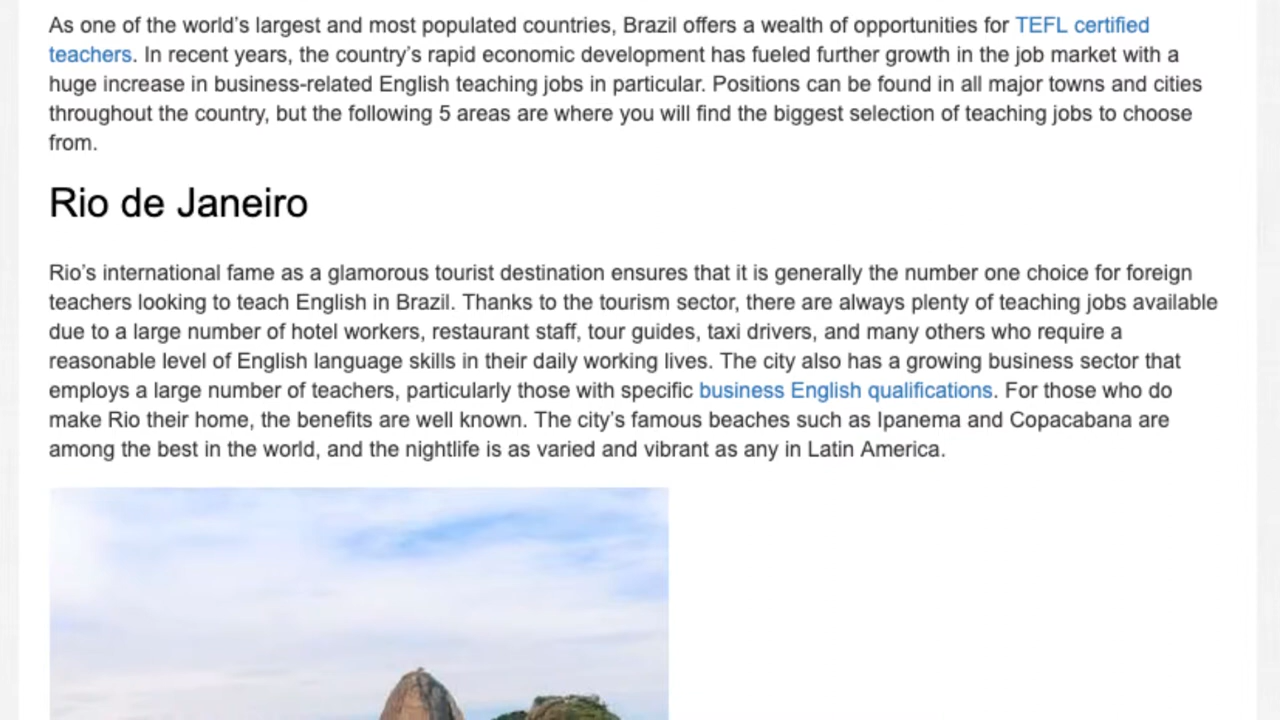 As one of the world’s largest and most populated countries, Brazil offers a wealth of opportunities for TEFL certified
teachers. In recent years, the country’s rapid economic development has fueled further growth in the job market with a
huge increase in business-related English teaching jobs in particular. Positions can be found in all major towns and cities
throughout the country, but the following 5 areas are where you will find the biggest selection of teaching jobs to choose
from.
Rio de Janeiro
Rio’s international fame as a glamorous tourist destination ensures that it is generally the number one choice for foreign
teachers looking to teach English in Brazil. Thanks to the tourism sector, there are always plenty of teaching jobs available
due to a large number of hotel workers, restaurant staff, tour guides, taxi drivers, and many others who require a
reasonable level of English language skills in their daily working lives. The city also has a growing business sector that
employs a large number of teachers, particularly those with specific business English qualifications. For those who do
make Rio their home, the benefits are well known. The city’s famous beaches such as Ipanema and Copacabana are
among the best in the world, and the nightlife is as varied and vibrant as any in Latin America.